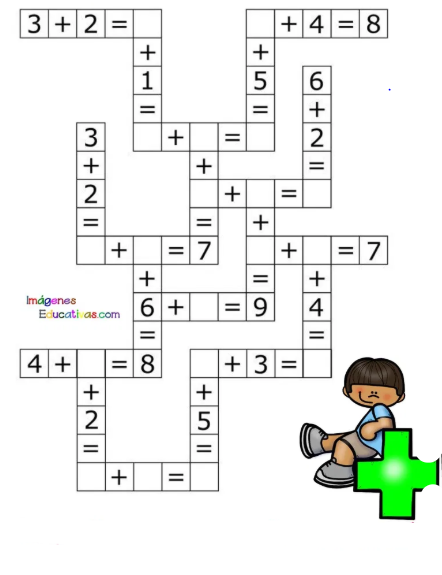 3 + 2 = + 4 = 8
+ +
1 5 6
= = +
3 + = 2
+ + =
2 + =
= = +
+ = 7 + = 7
+ = +
6 + = 9 4
Imágenes
Educativas.com
= =
4 + = 8 + 3 =
+ +
2 5
= =
+ =